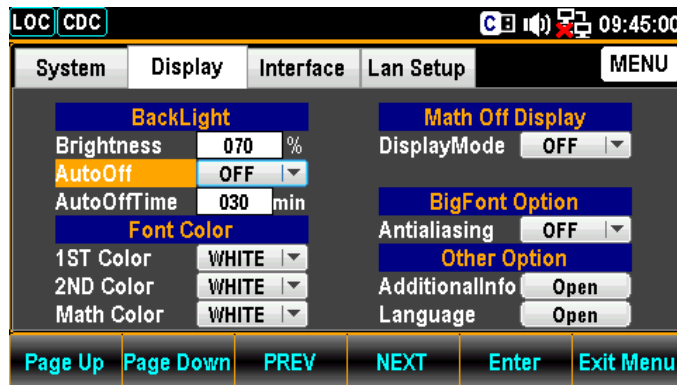 LOC CDC C 09:45:00
System Display Interface Lan Setup MENU
BackLight
Brightness 070 %
AutoOff OFF
AutoOffTime 030 min
Font Color
1ST Color WHITE
2ND Color WHITE
Math Color WHITE
Math Off Display
DisplayMode OFF
BigFont Option
Antialiasing OFF
Other Option
AdditionalInfo Open
Language Open
Page Up Page Down PREV NEXT Enter Exit Menu